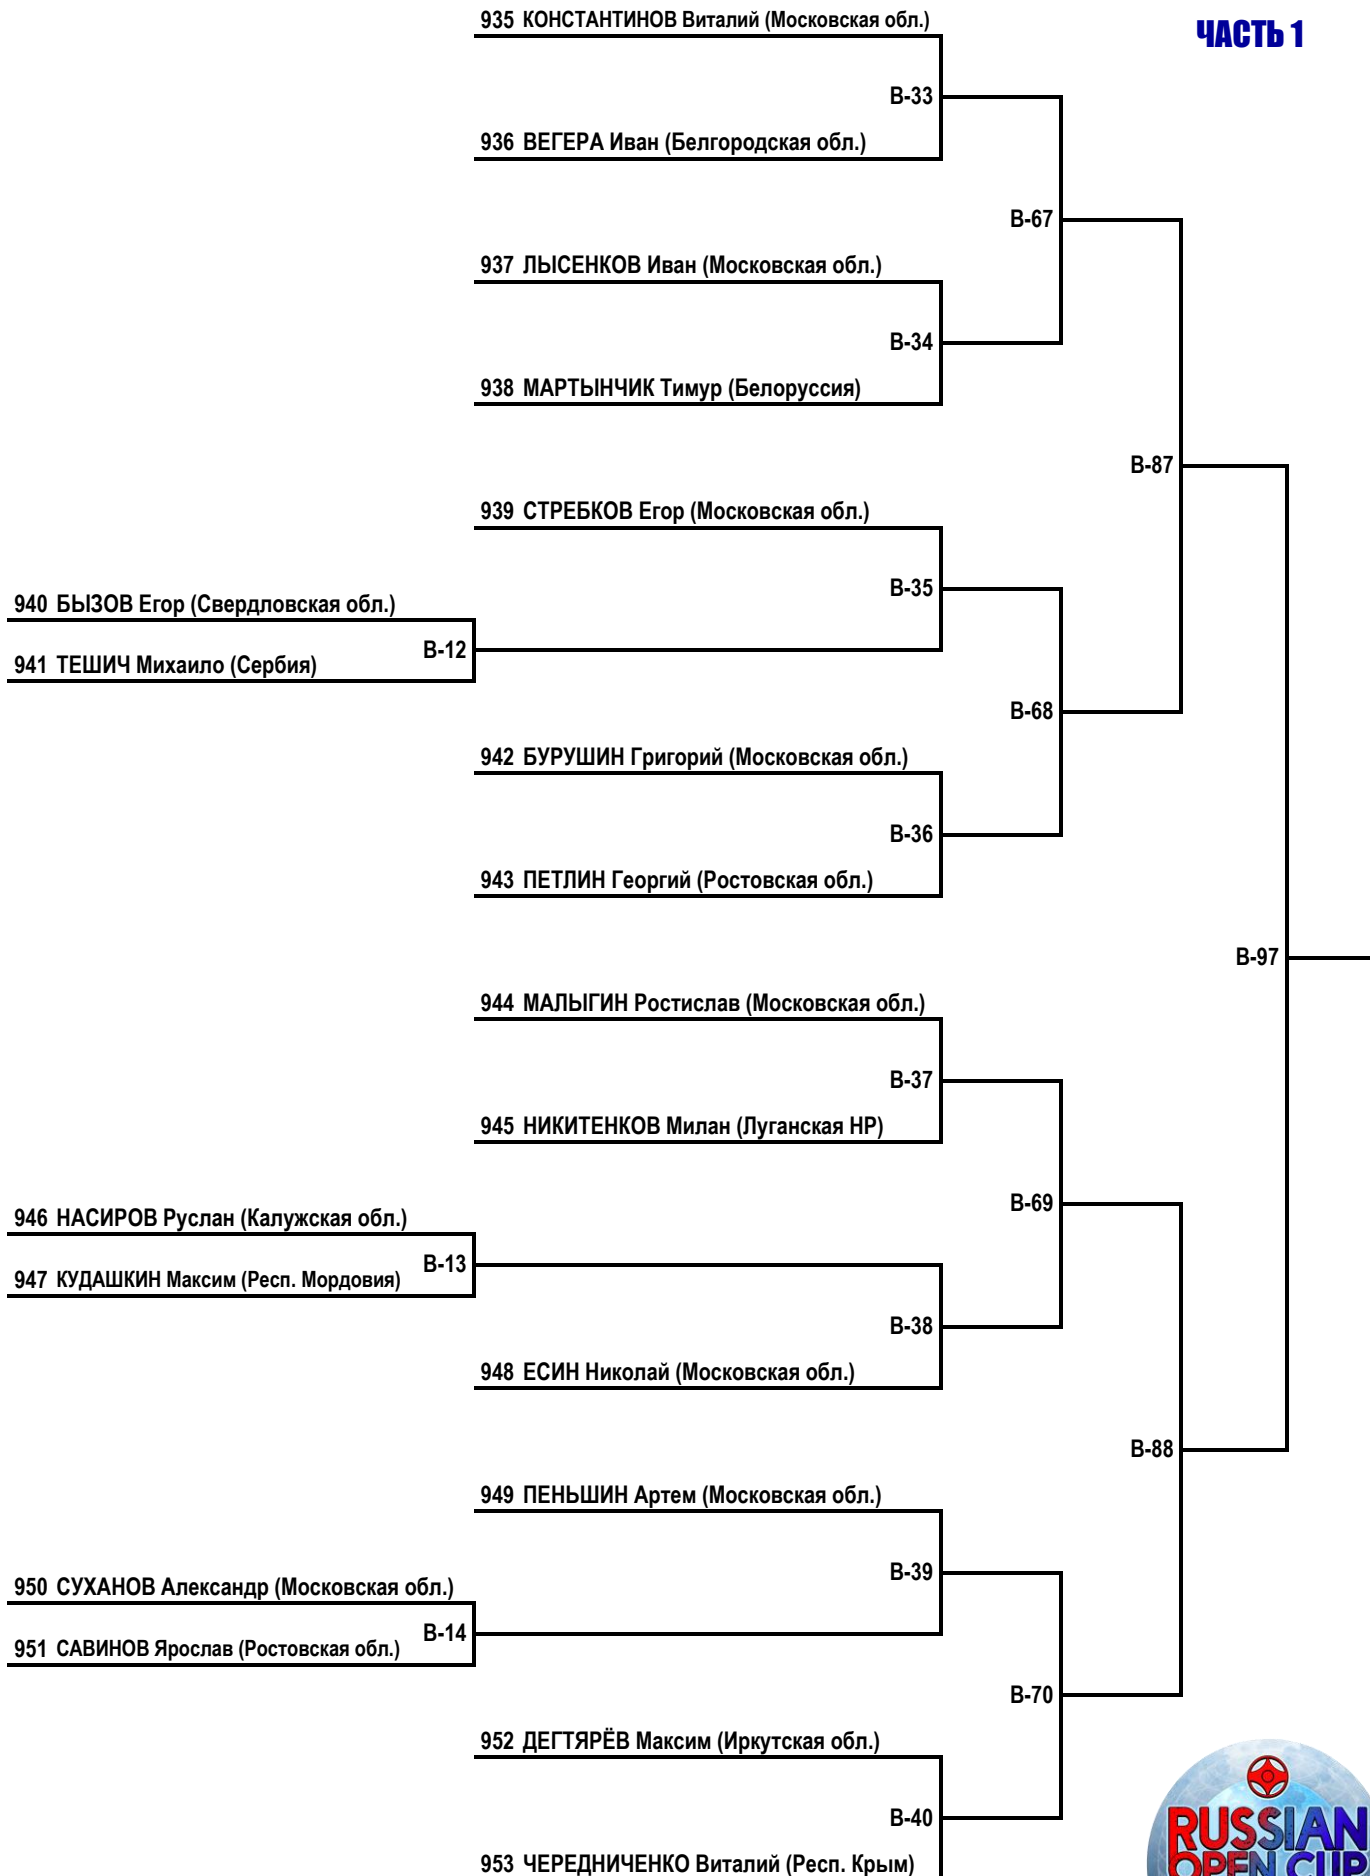 935 КОНСТАНТИНОВ Виталий (Московская обл.)
ЧАСТЬ 1
В-33
936 ВЕГЕРА Иван (Белгородская обл.)
В-67
937 ЛЫСЕНКОВ Иван (Московская обл.)
В-34
938 МАРТЫНЧИК Тимур (Белоруссия)
В-87
939 СТРЕБКОВ Егор (Московская обл.)
В-35
940 БЫЗОВ Егор (Свердловская обл.)
В-12
941 ТЕШИЧ Михаило (Сербия)
В-68
942 БУРУШИН Григорий (Московская обл.)
В-36
943 ПЕТЛИН Георгий (Ростовская обл.)
В-97
944 МАЛЫГИН Ростислав (Московская обл.)
В-37
945 НИКИТЕНКОВ Милан (Луганская НР)
В-69
946 НАСИРОВ Руслан (Калужская обл.)
В-13
947 КУДАШКИН Максим (Респ. Мордовия)
В-38
948 ЕСИН Николай (Московская обл.)
В-88
949 ПЕНЬШИН Артем (Московская обл.)
В-39
950 СУХАНОВ Александр (Московская обл.)
В-14
951 САВИНОВ Ярослав (Ростовская обл.)
В-70
952 ДЕГТЯРЁВ Максим (Иркутская обл.)
В-40
RUSSIAN
OPEN CUP
953 ЧЕРЕДНИЧЕНКО Виталий (Респ. Крым)